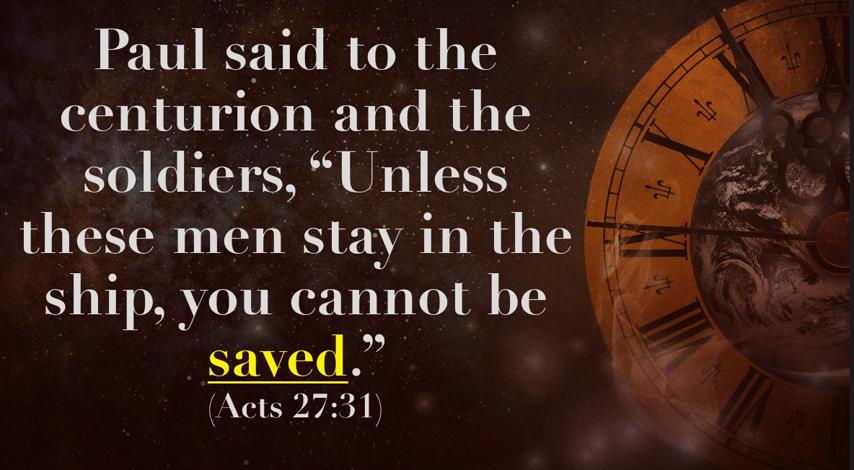 Paul said to the
centurion and the
soldiers, “Unless
these men stay in the
ship, you cannot be
saved.”
(Acts 27:31)